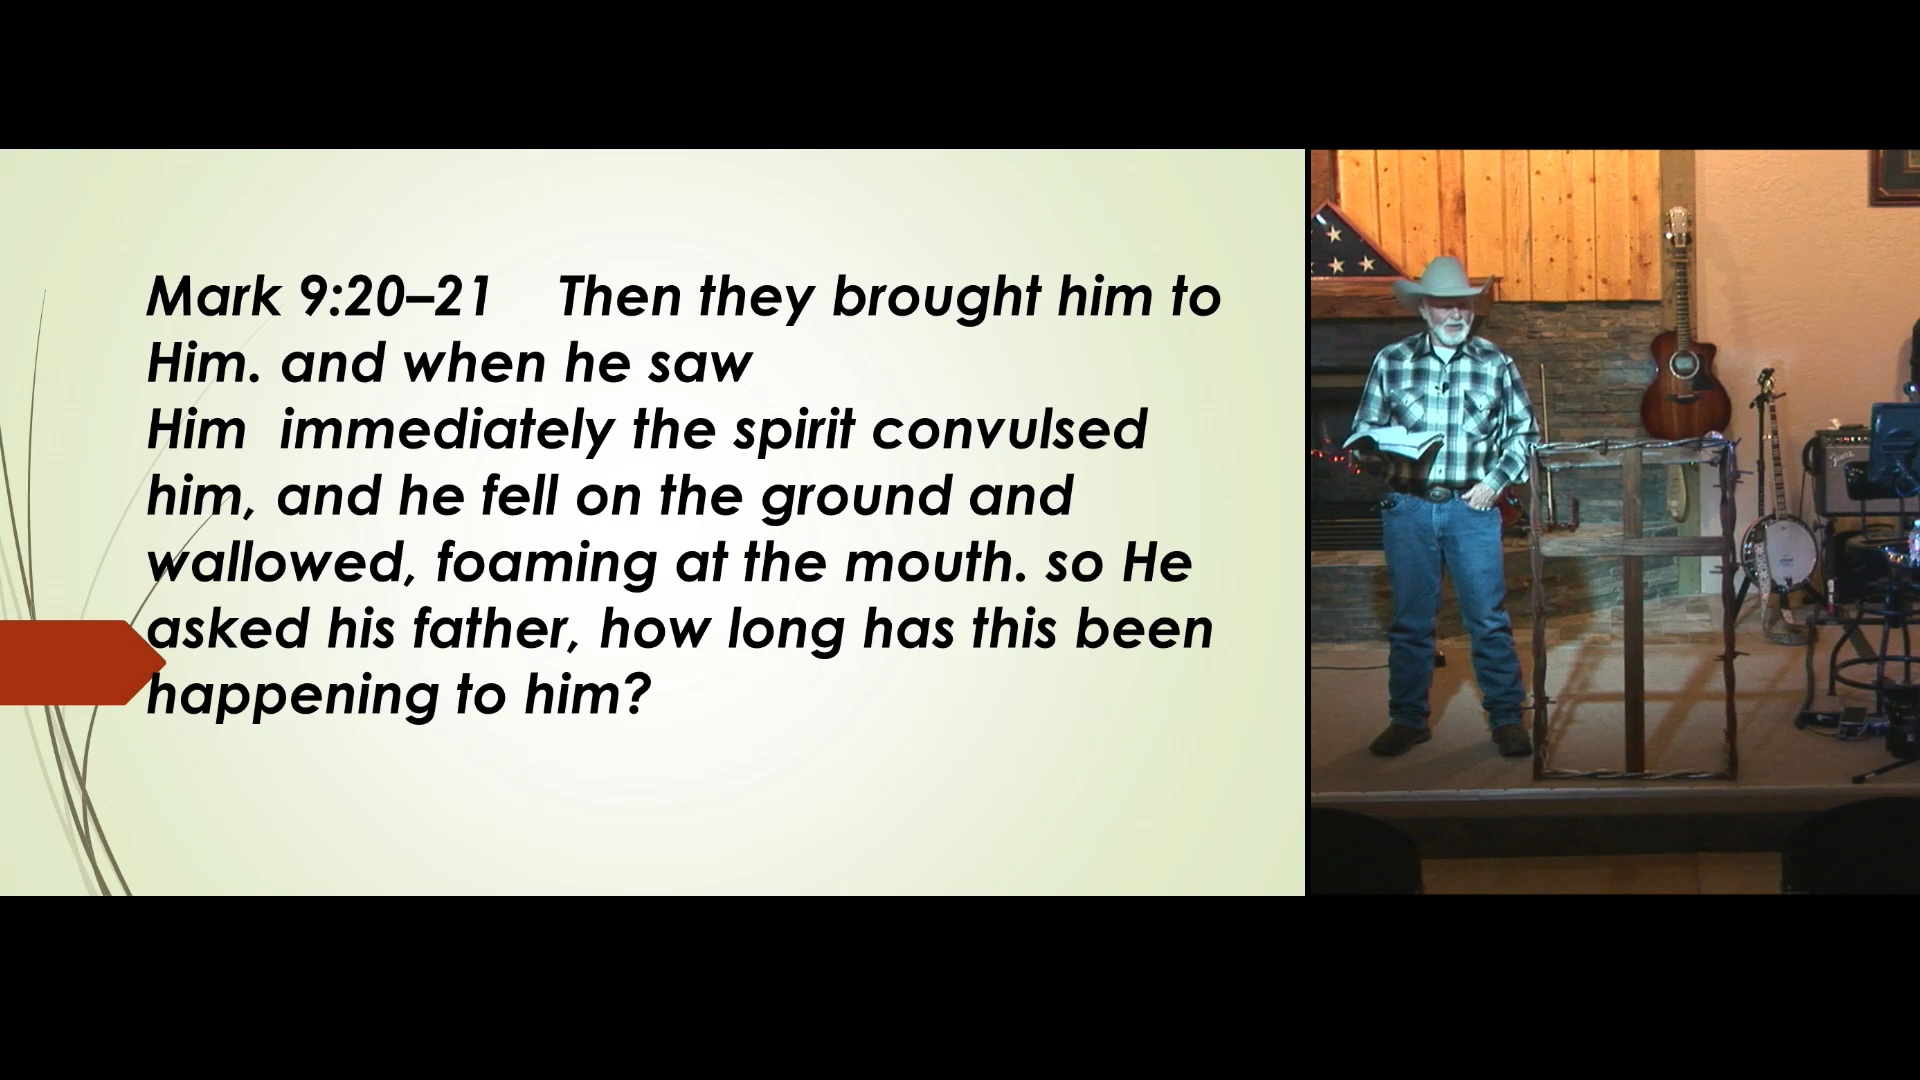 Mark 9:20–21 Then they brought him to
Him. and when he saw
Him immediately the spirit convulsed
him, and he fell on the ground and
wallowed, foaming at the mouth. so He
asked his father, how long has this been
happening to him?
Fender